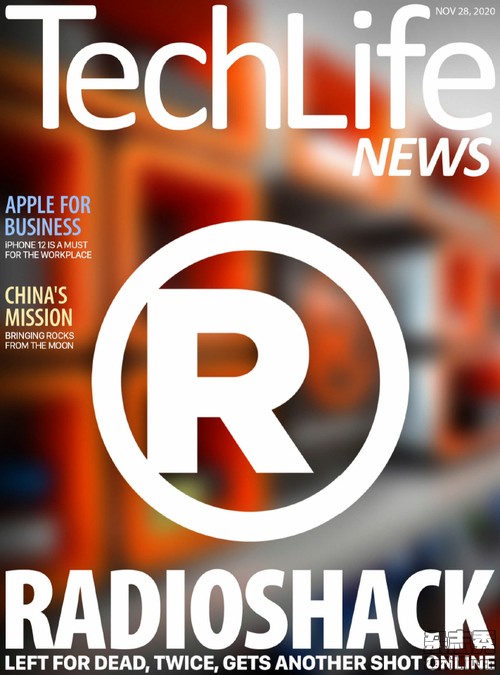 TechLife
NOV 28, 2020
NEWS
APPLE FOR
BUSINESS
iPHONE 12 IS A MUST
FOR THE WORKPLACE
CHINA'S
MISSION
BRINGING ROCKS
FROM THE MOON
R
RADIOSHACK
LEFT FOR DEAD, TWICE, GETS ANOTHER SHOT ONLINE